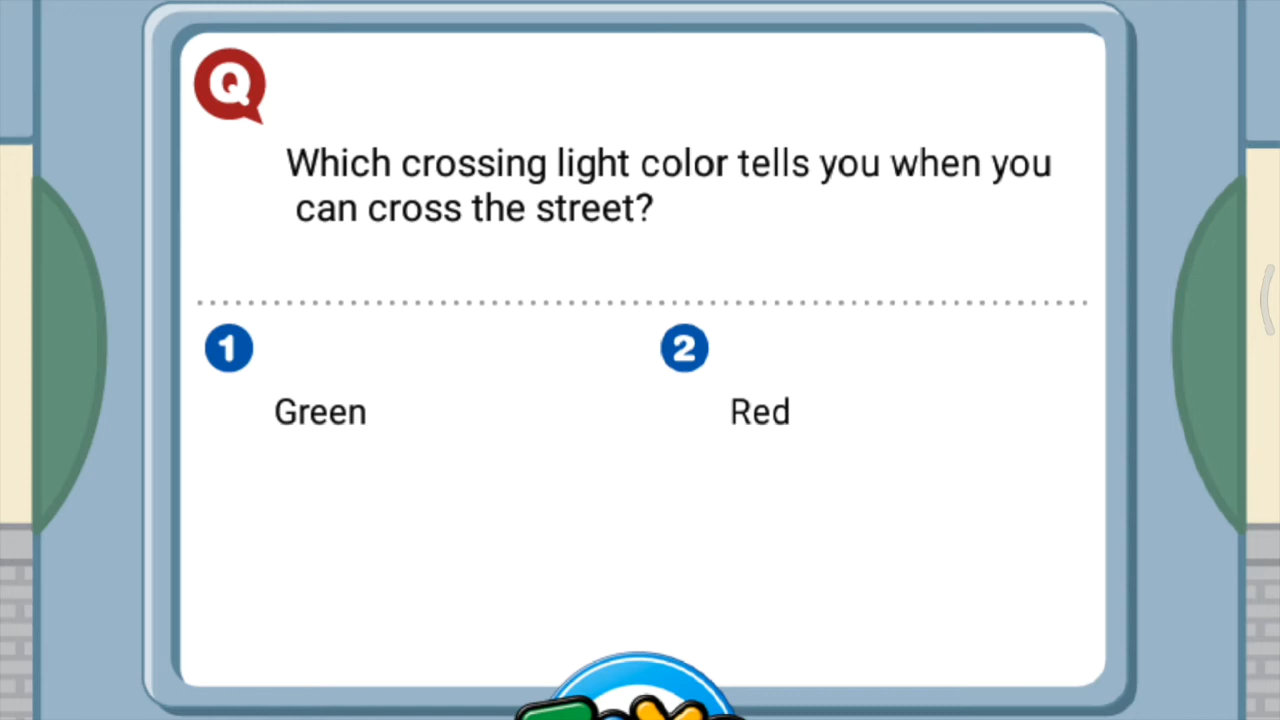 Q
Which crossing light color tells you when you
can cross the street?
1
2
Green
Red